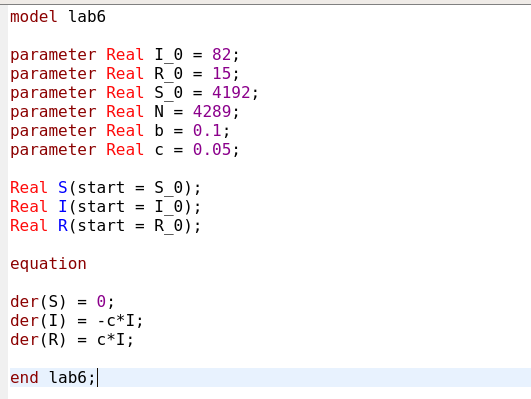 model lab6
parameter Real I_0 = 82;
parameter Real R_0 = 15;
parameter Real S_0 = 4192;
parameter Real N = 4289;
parameter Real b = 0.1;
parameter Real c = 0.05;
Real S(start = S_0);
Real I(start = I_0);
Real R(start = R_0);
equation
der(S) = 0;
der(I) = -c*I;
der(R) = c*I;
end lab6;